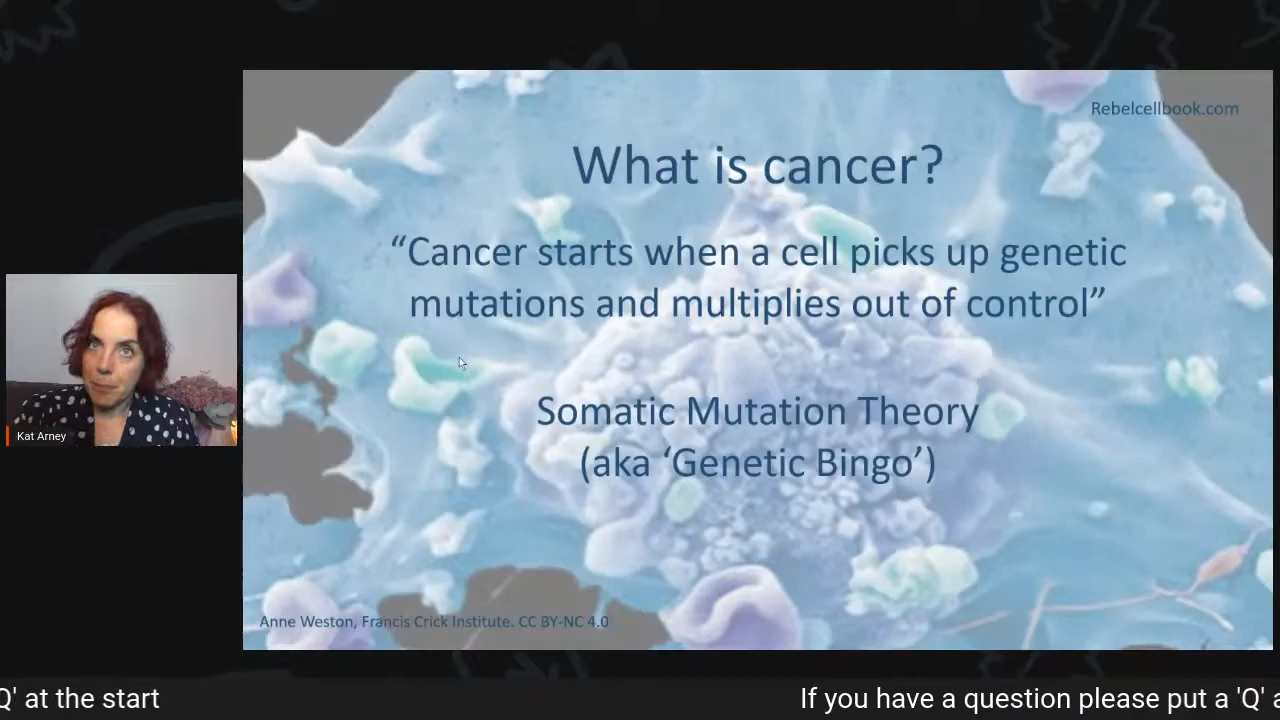 Rebelcellbook.com
What is cancer?
“Cancer starts when a cell picks up genetic
mutations and multiplies out of control”
Somatic Mutation Theory
(aka ‘Genetic Bingo’)
Kat Arney
Anne Weston, Francis Crick Institute. CC BY-NC 4.0
Q' at the start
If you have a question please put a 'Q' a